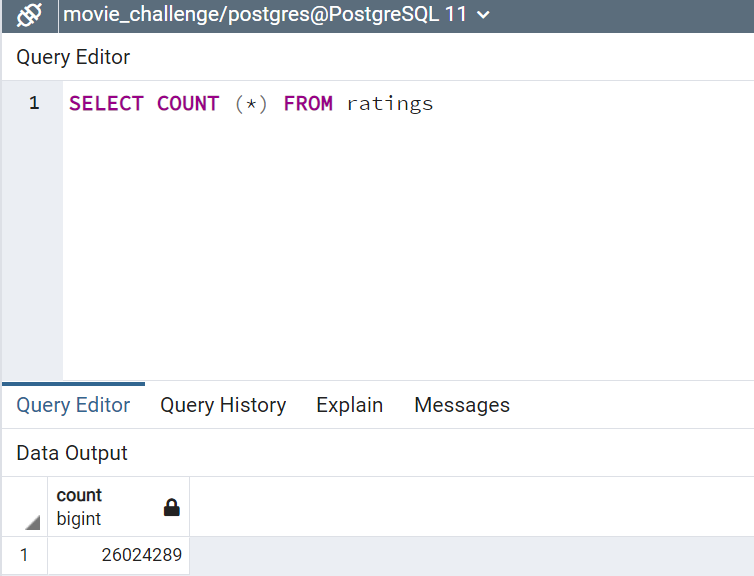 movie_challenge/postgres@PostgreSQL 11
Query Editor
1 SELECT COUNT (*) FROM ratings
Query Editor Query History Explain Messages
Data Output
count
bigint
1 26024289